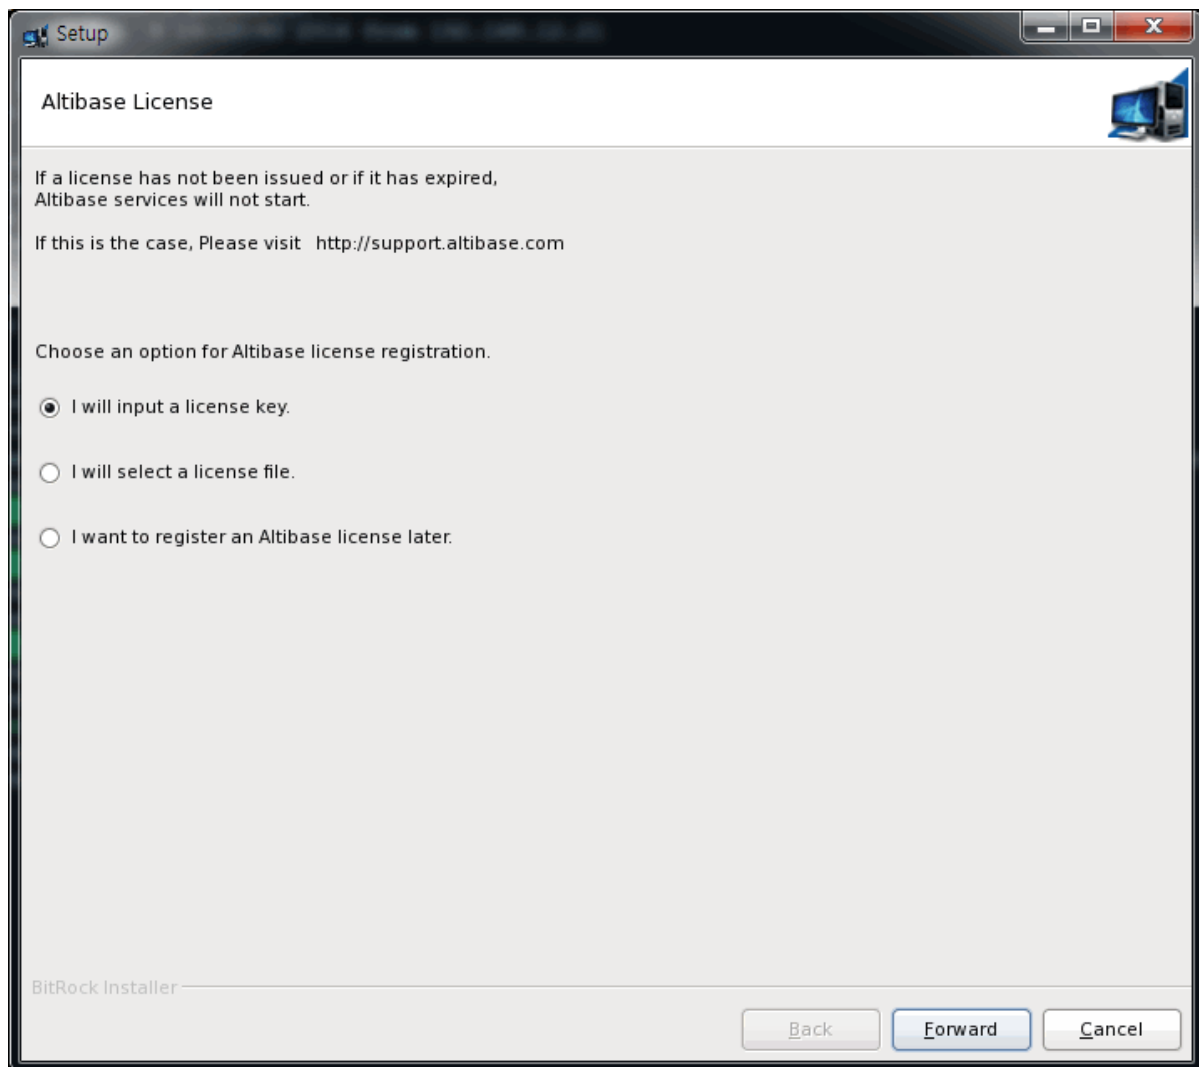 Setup
Altibase License
If a license has not been issued or if it has expired,
Altibase services will not start.
If this is the case, Please visit http://support.altibase.com
Choose an option for Altibase license registration.
I will input a license key.
I will select a license file.
I want to register an Altibase license later.
BitRock Installer
Back
Forward
Cancel